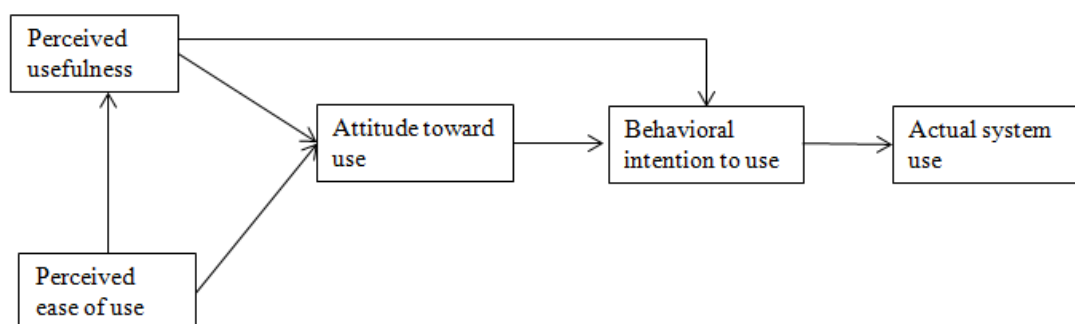 Perceived
usefulness
Attitude toward
use
Behavioral
intention to use
Actual system
use
Perceived
ease of use